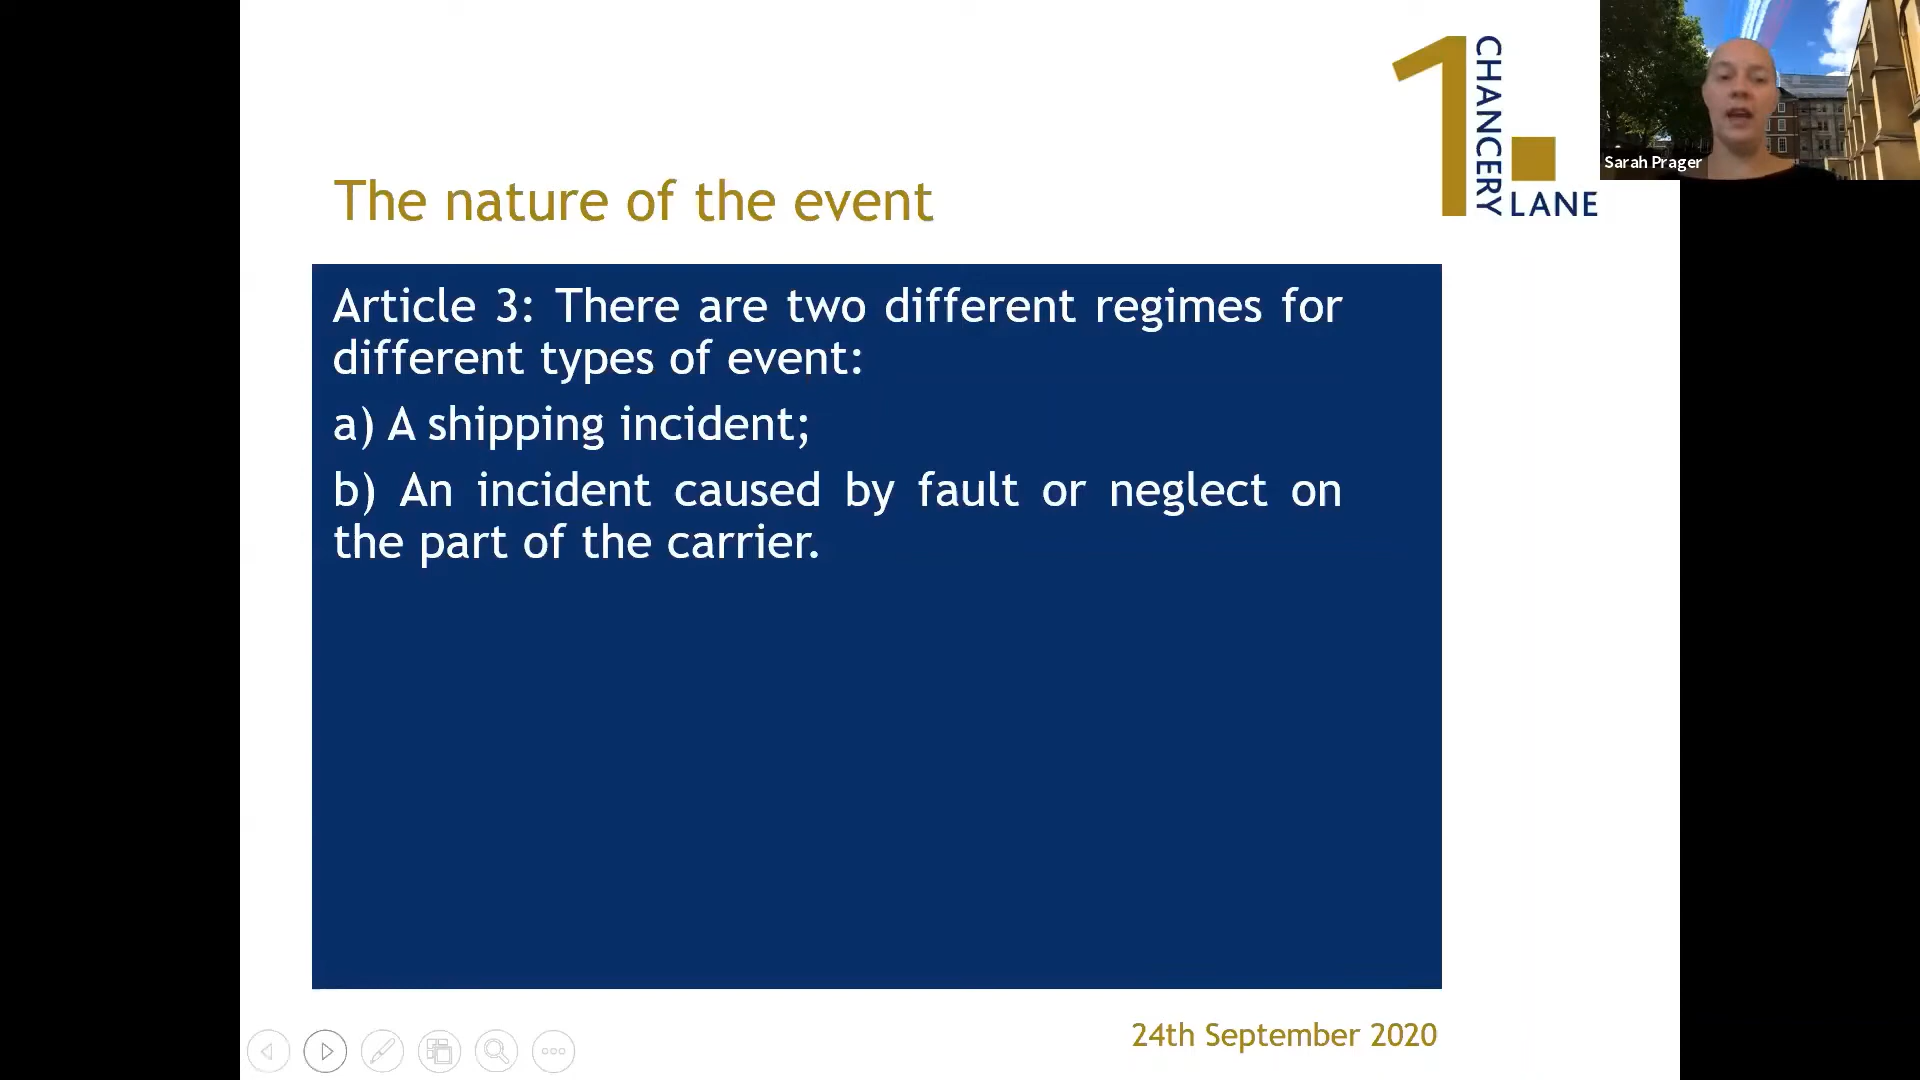 1 CHANCERY LANE
Sarah Prager
The nature of the event
Article 3: There are two different regimes for
different types of event:
a) A shipping incident;
b) An incident caused by fault or neglect on
the part of the carrier.
24th September 2020